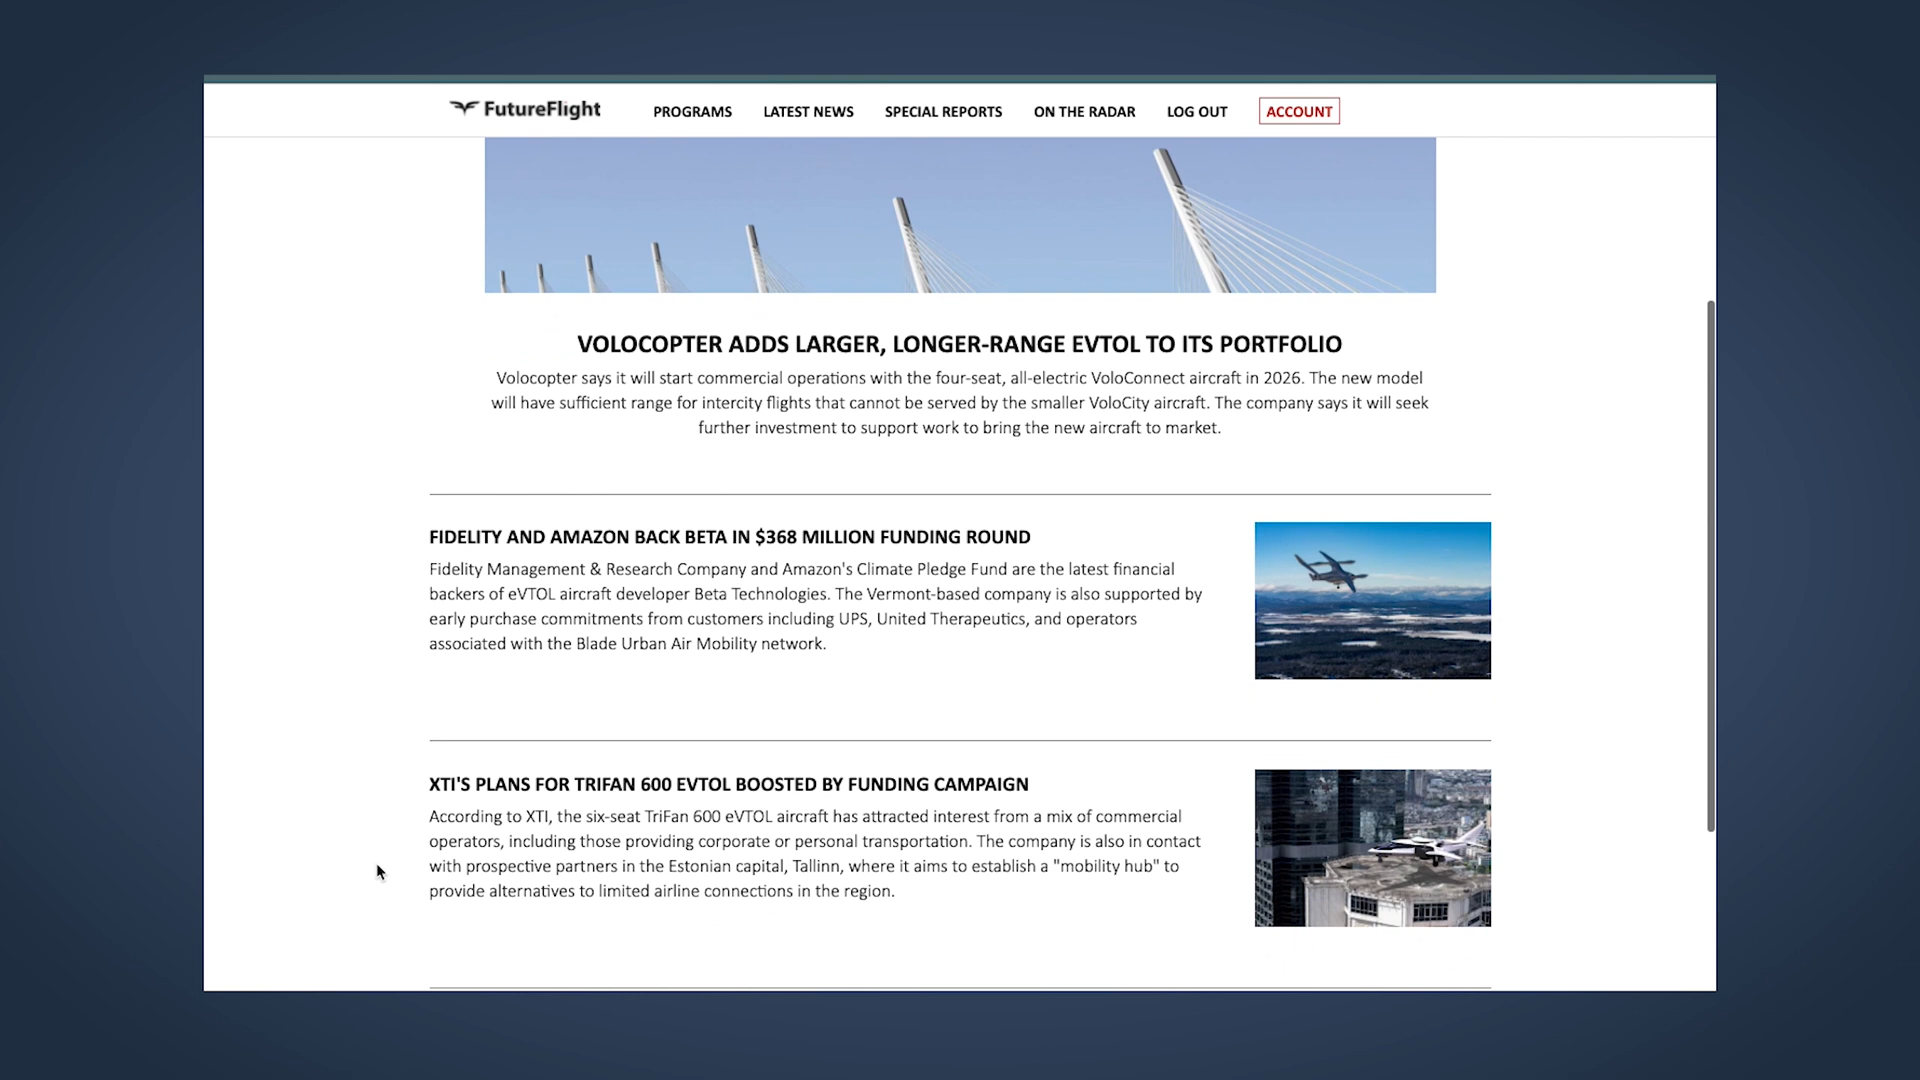 FutureFlight
PROGRAMS LATEST NEWS SPECIAL REPORTS ON THE RADAR LOG OUT ACCOUNT
VOLOCOPTER ADDS LARGER, LONGER-RANGE EVTOL TO ITS PORTFOLIO
Volocopter says it will start commercial operations with the four-seat, all-electric VoloConnect aircraft in 2026. The new model
will have sufficient range for intercity flights that cannot be served by the smaller VoloCity aircraft. The company says it will seek
further investment to support work to bring the new aircraft to market.
FIDELITY AND AMAZON BACK BETA IN $368 MILLION FUNDING ROUND
Fidelity Management & Research Company and Amazon's Climate Pledge Fund are the latest financial
backers of eVTOL aircraft developer Beta Technologies. The Vermont-based company is also supported by
early purchase commitments from customers including UPS, United Therapeutics, and operators
associated with the Blade Urban Air Mobility network.
XTI'S PLANS FOR TRIFAN 600 EVTOL BOOSTED BY FUNDING CAMPAIGN
According to XTI, the six-seat TriFan 600 eVTOL aircraft has attracted interest from a mix of commercial
operators, including those providing corporate or personal transportation. The company is also in contact
with prospective partners in the Estonian capital, Tallinn, where it aims to establish a "mobility hub" to
provide alternatives to limited airline connections in the region.